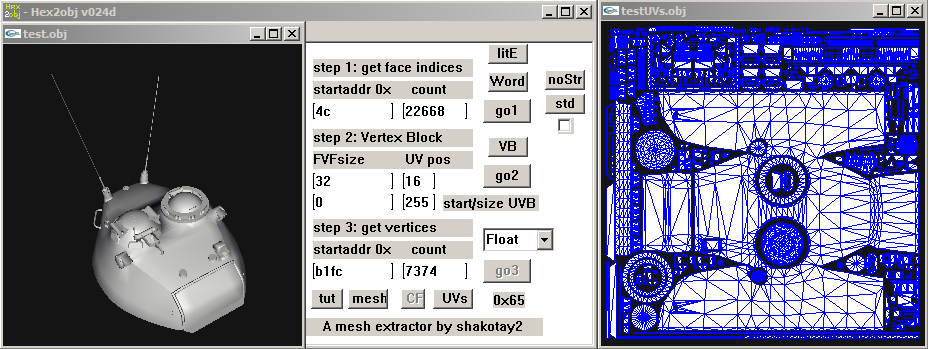 Hex
2obj
- Hex2obj v024d
test.obj
litE
step 1: get face indices
Word
noStr
startaddr 0x count
std
[4c ] [22668 ]
go1
step 2: Vertex Block
VB
FVFsize UV pos
go2
[32 ] [16 ]
[0 ] [255 ] start/size UVB
step 3: get vertices
Float
startaddr 0x count
[b1fc ] [7374 ]
go3
tut mesh CF UVs 0x65
A mesh extractor by shakotay2
testUVs.obj